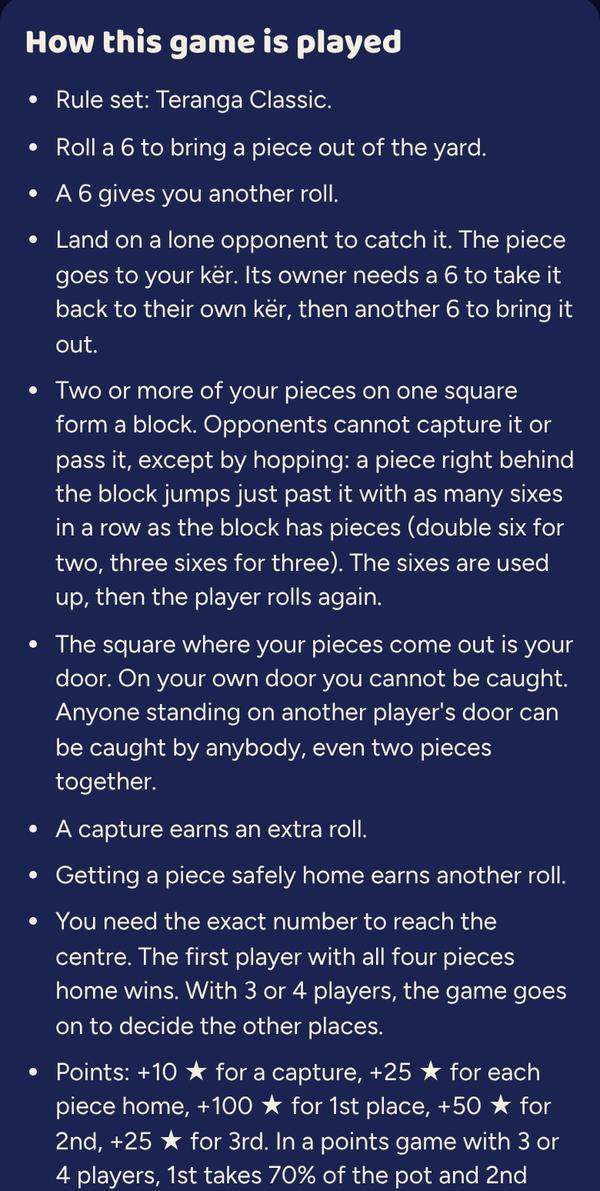 How this game is played
• Rule set: Teranga Classic.
• Roll a 6 to bring a piece out of the yard.
• A 6 gives you another roll.
• Land on a lone opponent to catch it. The piece
goes to your kër. Its owner needs a 6 to take it
back to their own kër, then another 6 to bring it
out.
• Two or more of your pieces on one square
form a block. Opponents cannot capture it or
pass it, except by hopping: a piece right behind
the block jumps just past it with as many sixes
in a row as the block has pieces (double six for
two, three sixes for three). The sixes are used
up, then the player rolls again.
• The square where your pieces come out is your
door. On your own door you cannot be caught.
Anyone standing on another player's door can
be caught by anybody, even two pieces
together.
• A capture earns an extra roll.
• Getting a piece safely home earns another roll.
• You need the exact number to reach the
centre. The first player with all four pieces
home wins. With 3 or 4 players, the game goes
on to decide the other places.
• Points: +10 ★ for a capture, +25 ★ for each
piece home, +100 ★ for 1st place, +50 ★ for
2nd, +25 ★ for 3rd. In a points game with 3 or
4 players, 1st takes 70% of the pot and 2nd